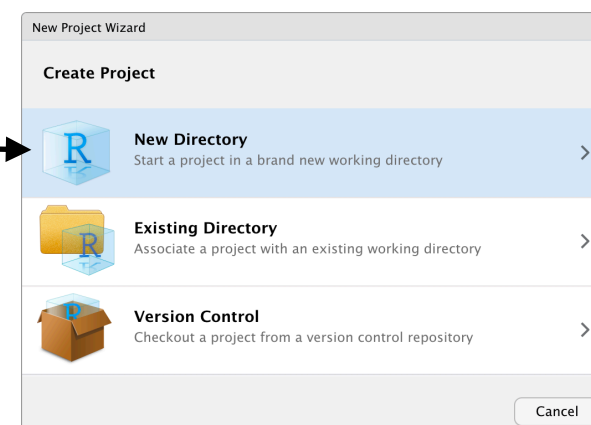 New Project Wizard
Create Project
R
New Directory
Start a project in a brand new working directory
R
Existing Directory
Associate a project with an existing working directory
R
Version Control
Checkout a project from a version control repository
Cancel